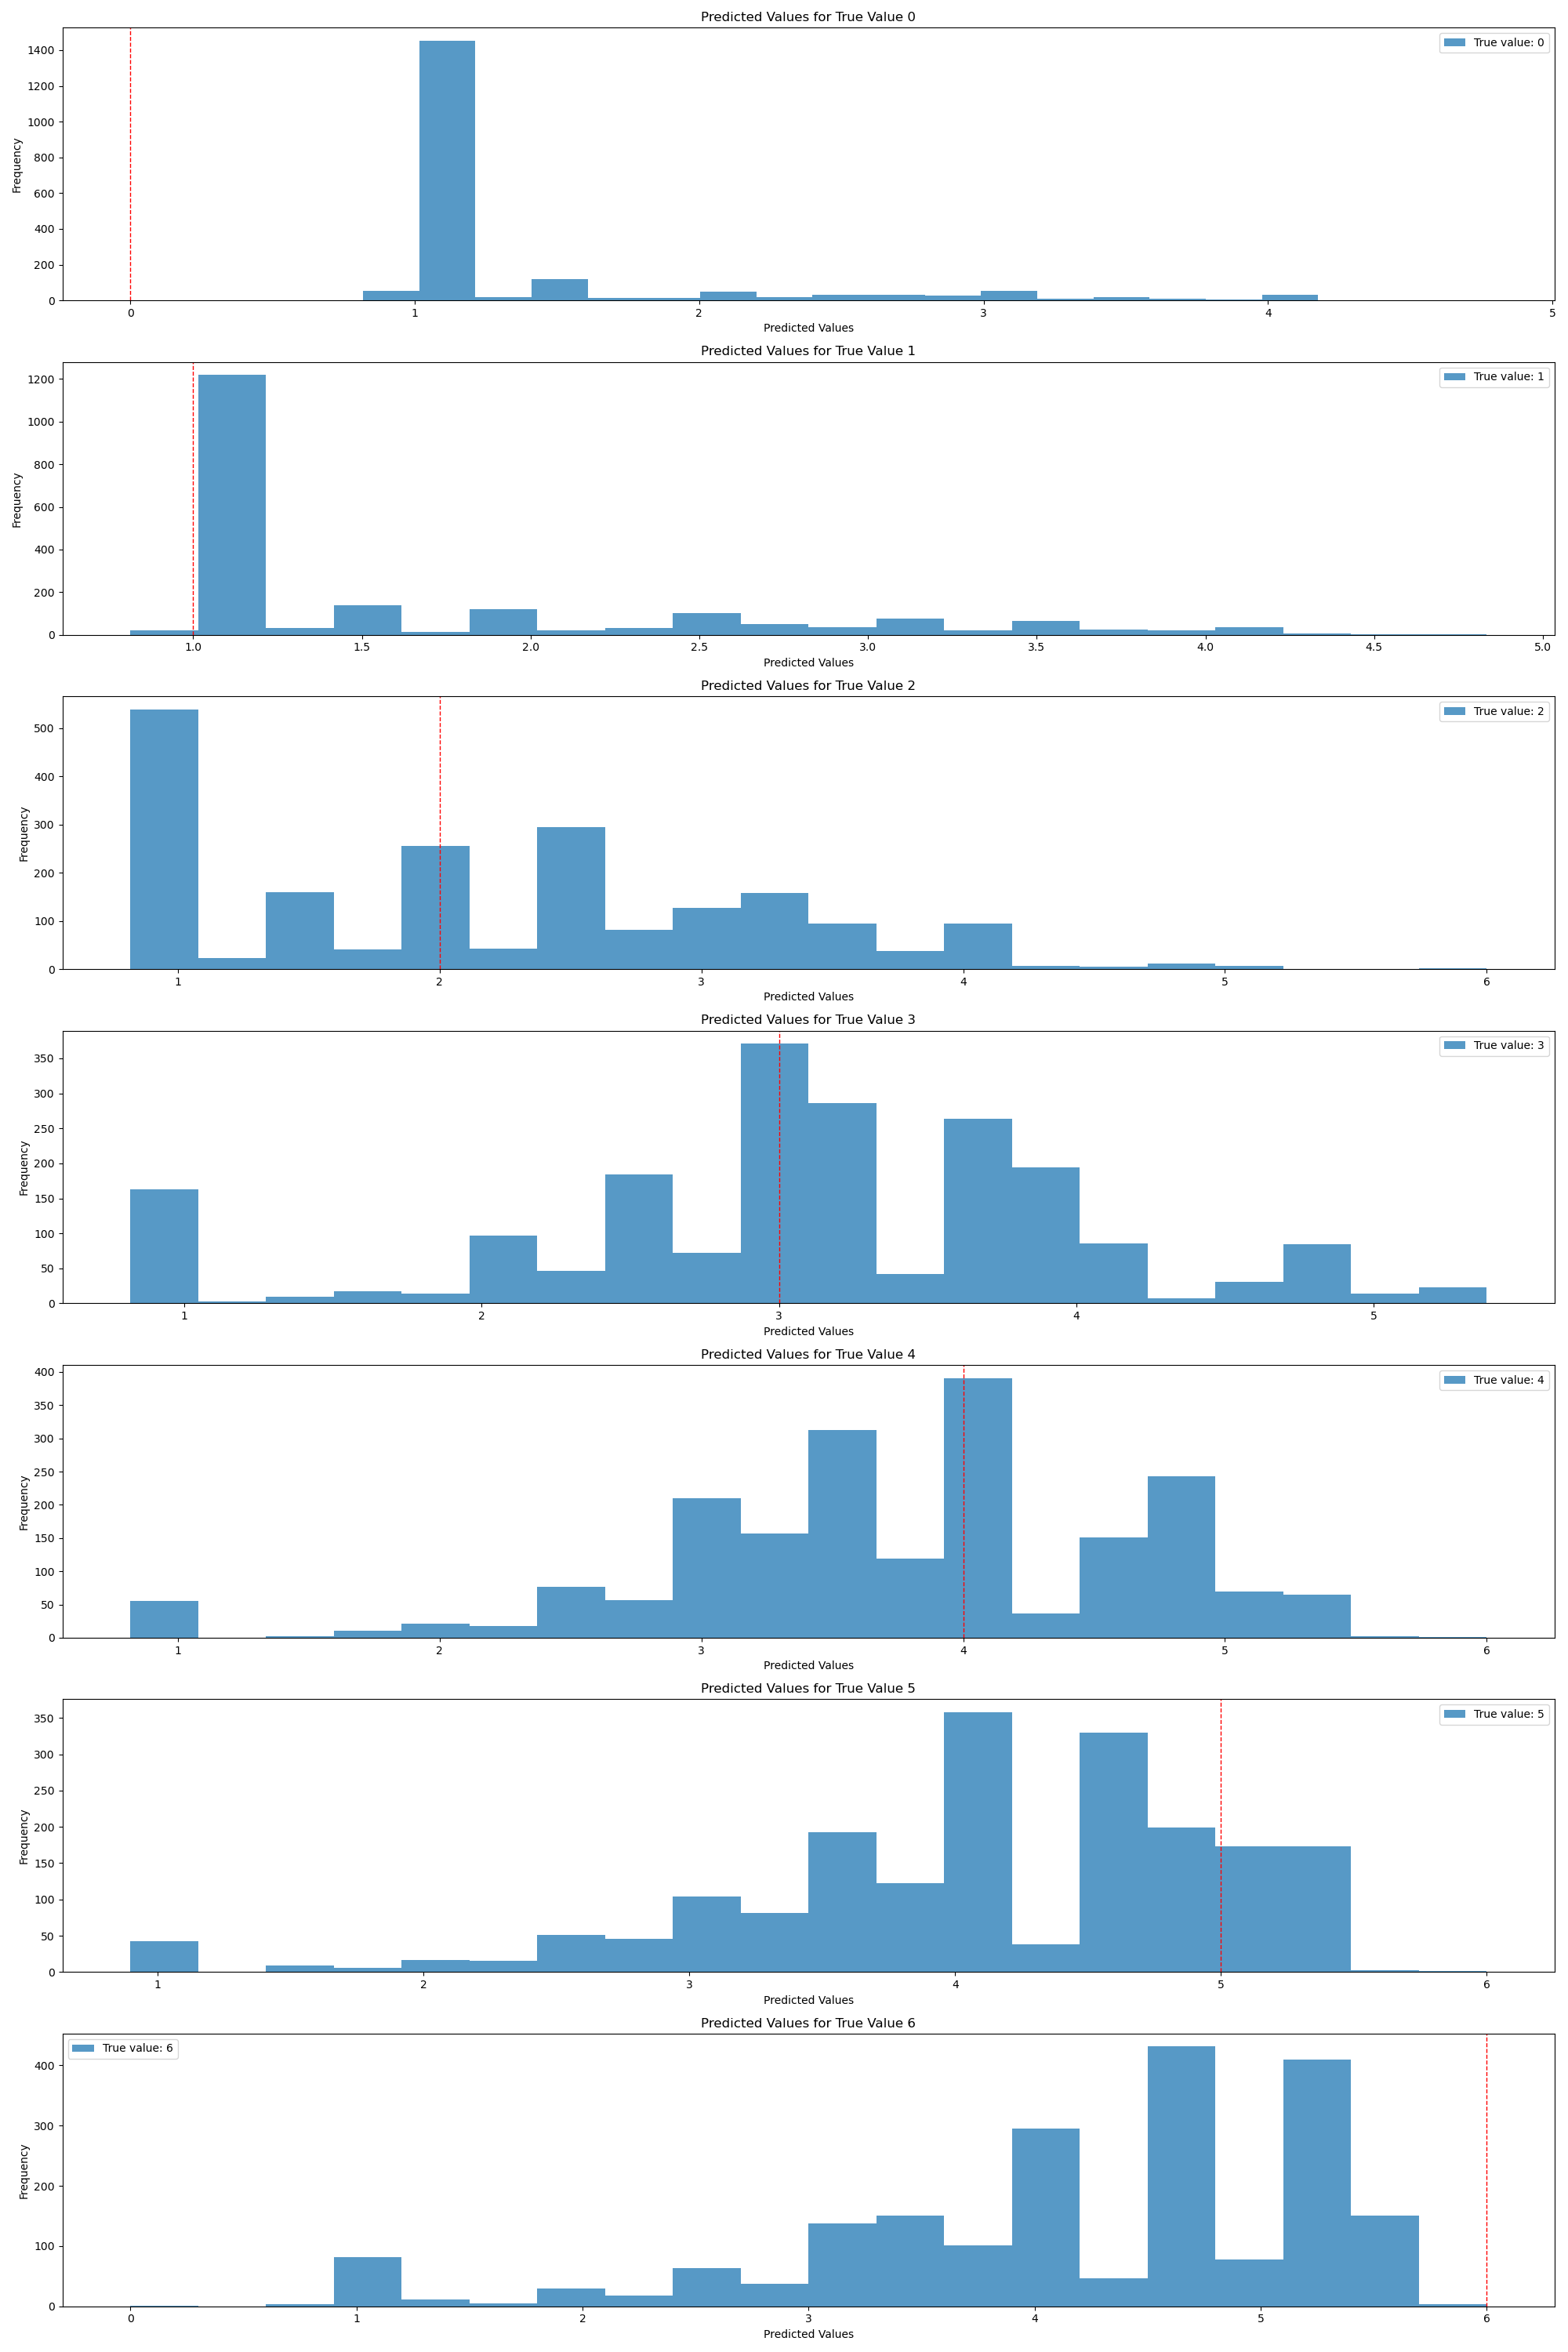 Predicted Values for True Value 0
True value: 0
1400
1200
1000
800
600
400
200
0
Frequency
0 1 2 3 4 5
Predicted Values
Predicted Values for True Value 1
True value: 1
1200
1000
800
600
400
200
0
Frequency
1.0 1.5 2.0 2.5 3.0 3.5 4.0 4.5 5.0
Predicted Values
Predicted Values for True Value 2
True value: 2
500
400
300
200
100
0
Frequency
1 2 3 4 5 6
Predicted Values
Predicted Values for True Value 3
True value: 3
350
300
250
200
150
100
50
0
Frequency
1 2 3 4 5
Predicted Values
Predicted Values for True Value 4
True value: 4
400
350
300
250
200
150
100
50
0
Frequency
1 2 3 4 5 6
Predicted Values
Predicted Values for True Value 5
True value: 5
350
300
250
200
150
100
50
0
Frequency
1 2 3 4 5 6
Predicted Values
Predicted Values for True Value 6
True value: 6
400
300
200
100
0
Frequency
0 1 2 3 4 5 6
Predicted Values